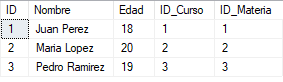 ID Nombre Edad ID_Curso ID_Materia
1 Juan Perez 18 1 1
2 Maria Lopez 20 2 2
3 Pedro Ramirez 19 3 3